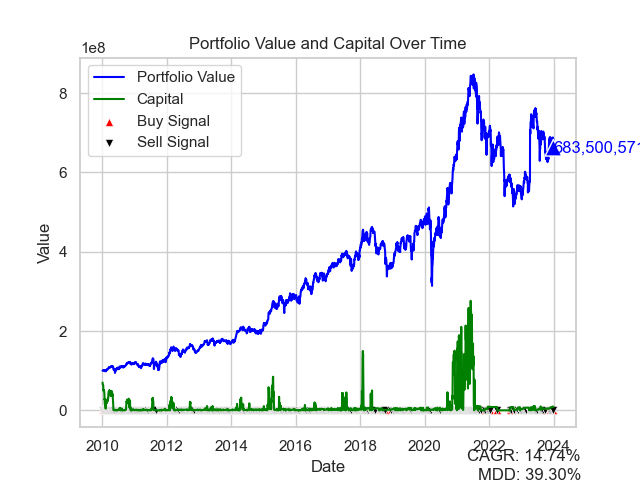 Portfolio Value and Capital Over Time
1e8
Portfolio Value
Capital
Buy Signal
Sell Signal
8
6
4
2
0
Value
683,500,571
2010 2012 2014 2016 2018 2020 2022 2024
Date
CAGR: 14.74%
MDD: 39.30%